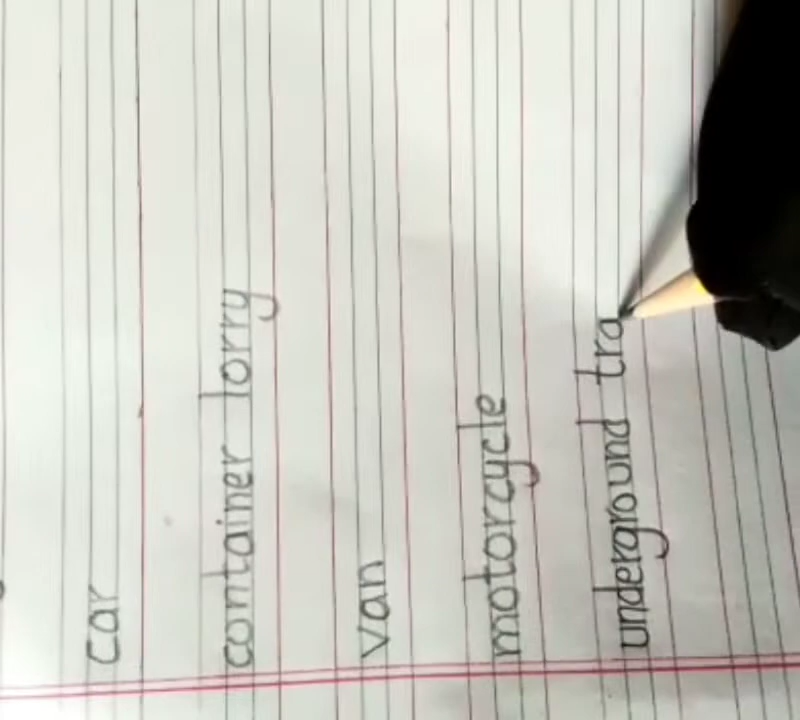 car
container lorry
van
motorcycle
underground tra